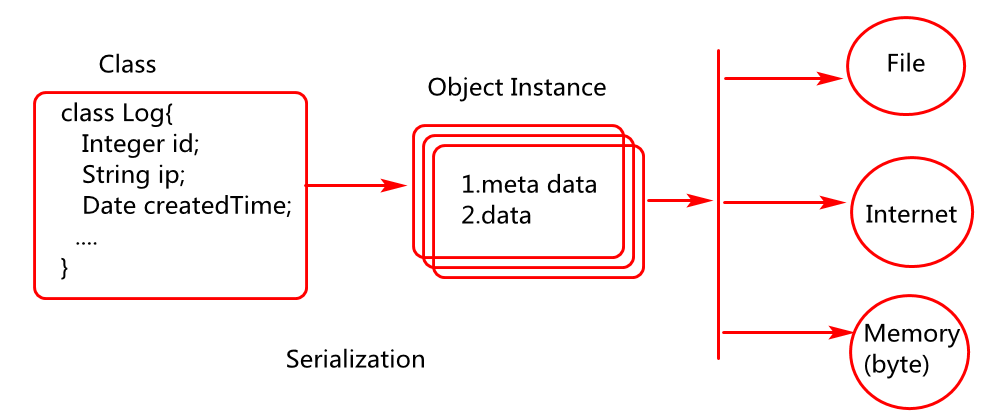 Class
class Log{
Integer id;
String ip;
Date createdTime;
....
}
Object Instance
1.meta data
2.data
File
Internet
Memory
(byte)
Serialization